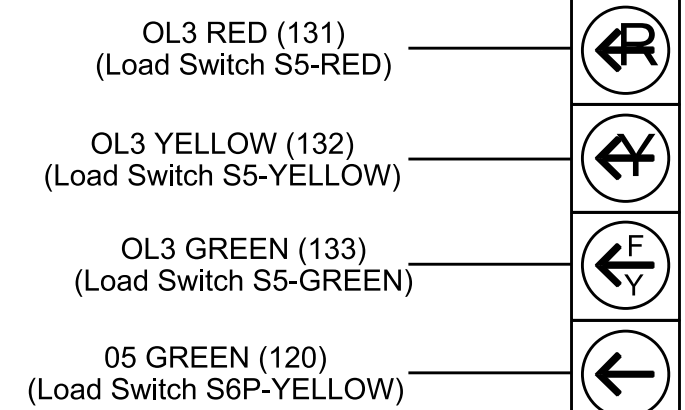 OL3 RED (131)
(Load Switch S5-RED)
R
OL3 YELLOW (132)
(Load Switch S5-YELLOW)
Y
OL3 GREEN (133)
(Load Switch S5-GREEN)
F
Y
05 GREEN (120)
(Load Switch S6P-YELLOW)